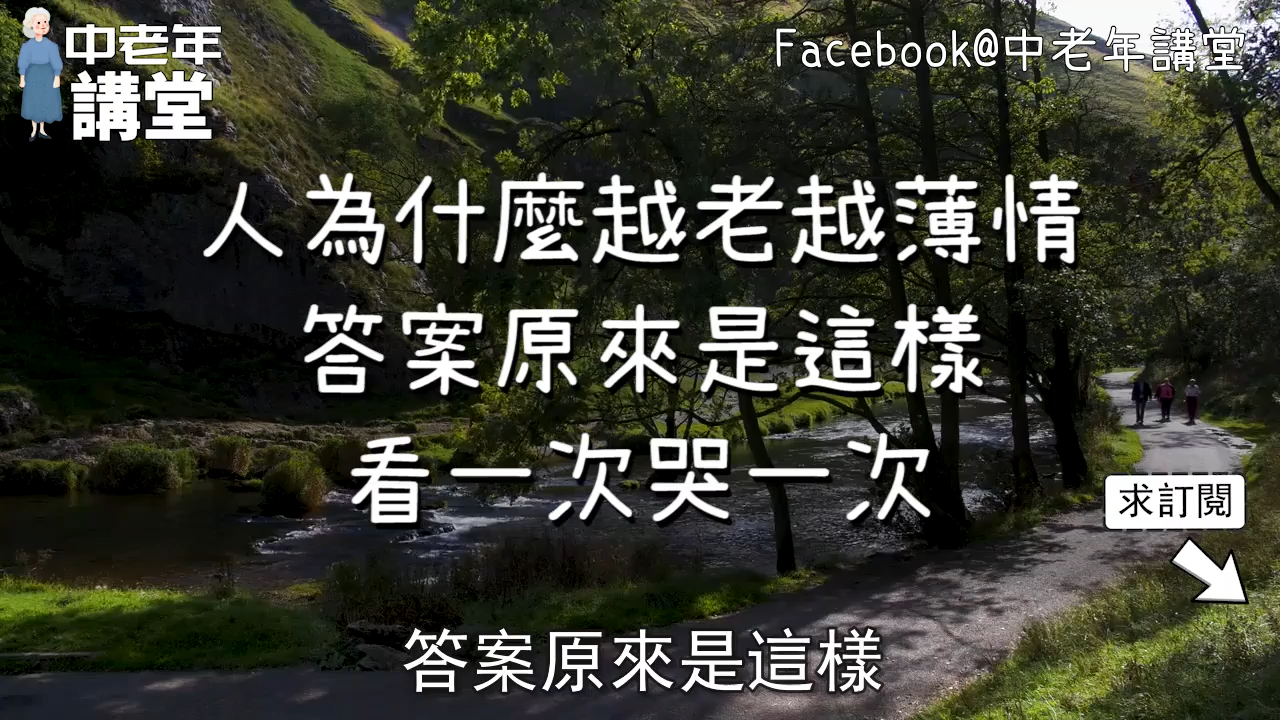 中老年
講堂
Facebook@中老年講堂
人為什麼越老越薄情
答案原來是這樣
看一次哭一次
求訂閱
答案原來是這樣